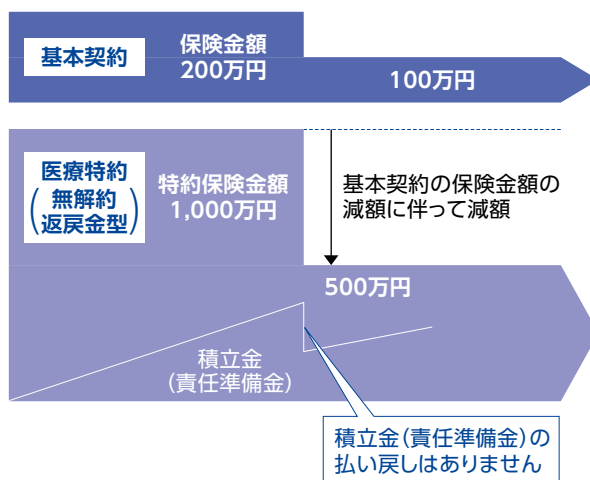 基本契約
保険金額
200万円
100万円
医療特約
(無解約
返戻金型)
特約保険金額
1,000万円
基本契約の保険金額の
減額に伴って減額
500万円
積立金
(責任準備金)
積立金(責任準備金)の
払い戻しはありません